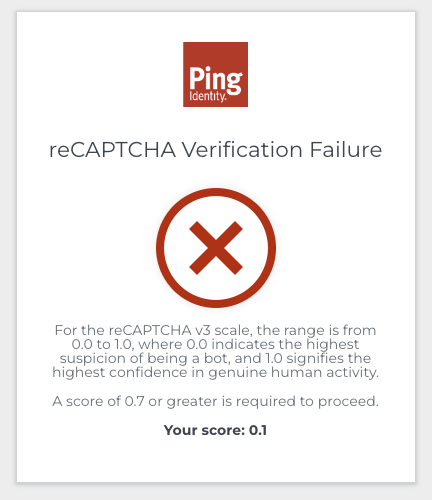 Ping
Identity.
reCAPTCHA Verification Failure
For the reCAPTCHA v3 scale, the range is from
0.0 to 1.0, where 0.0 indicates the highest
suspicion of being a bot, and 1.0 signifies the
highest confidence in genuine human activity.
A score of 0.7 or greater is required to proceed.
Your score: 0.1